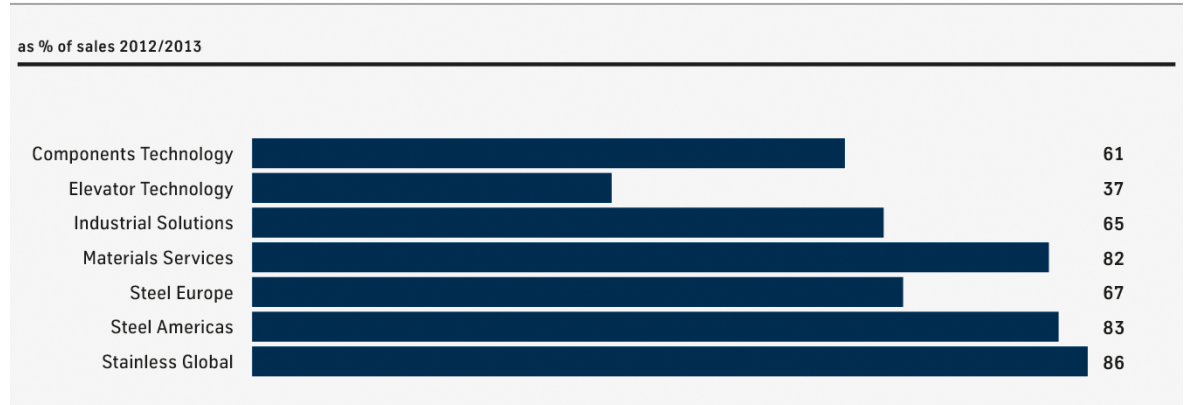 as % of sales 2012/2013
Components Technology 61
Elevator Technology 37
Industrial Solutions 65
Materials Services 82
Steel Europe 67
Steel Americas 83
Stainless Global 86